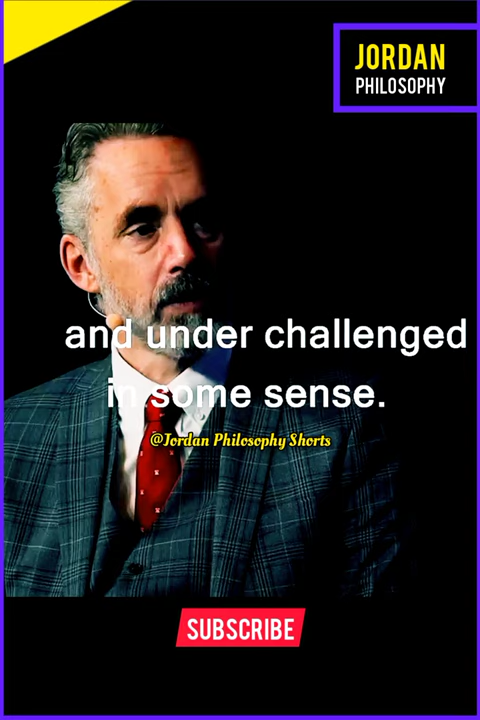 JORDAN
PHILOSOPHY
and under challenged
in some sense.
@Jordan Philosophy Shorts
SUBSCRIBE